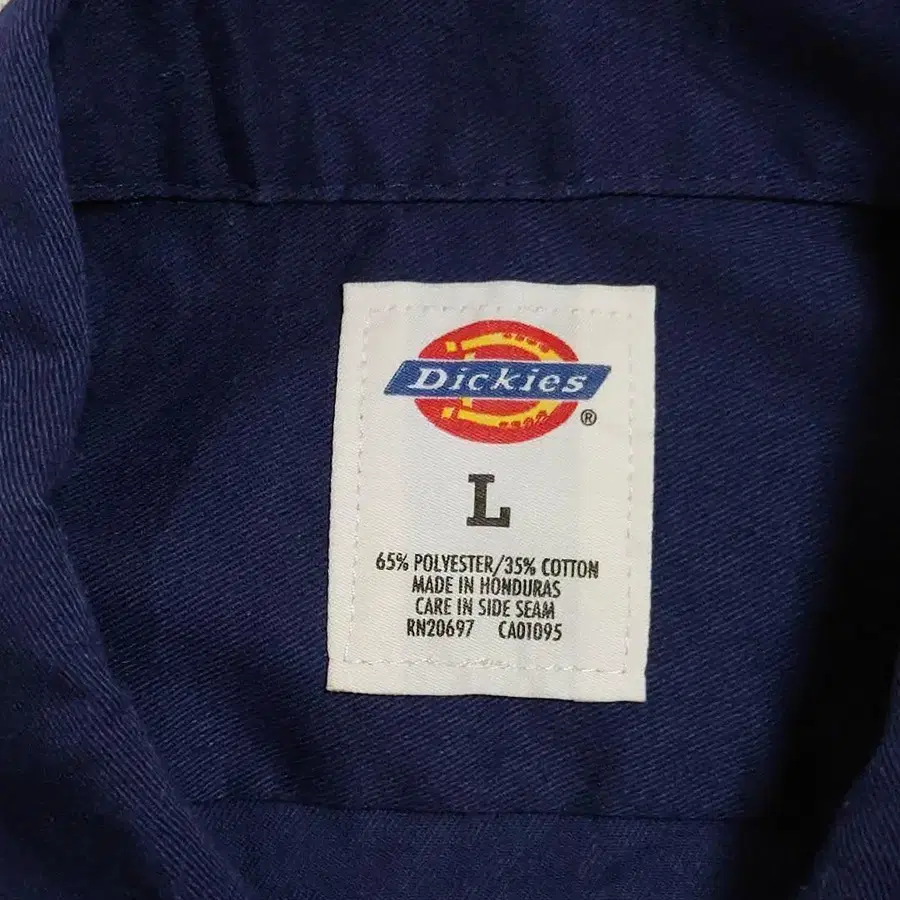 Dickies
®
L
65% POLYESTER/35% COTTON
MADE IN HONDURAS
CARE IN SIDE SEAM
RN20697 CA01095